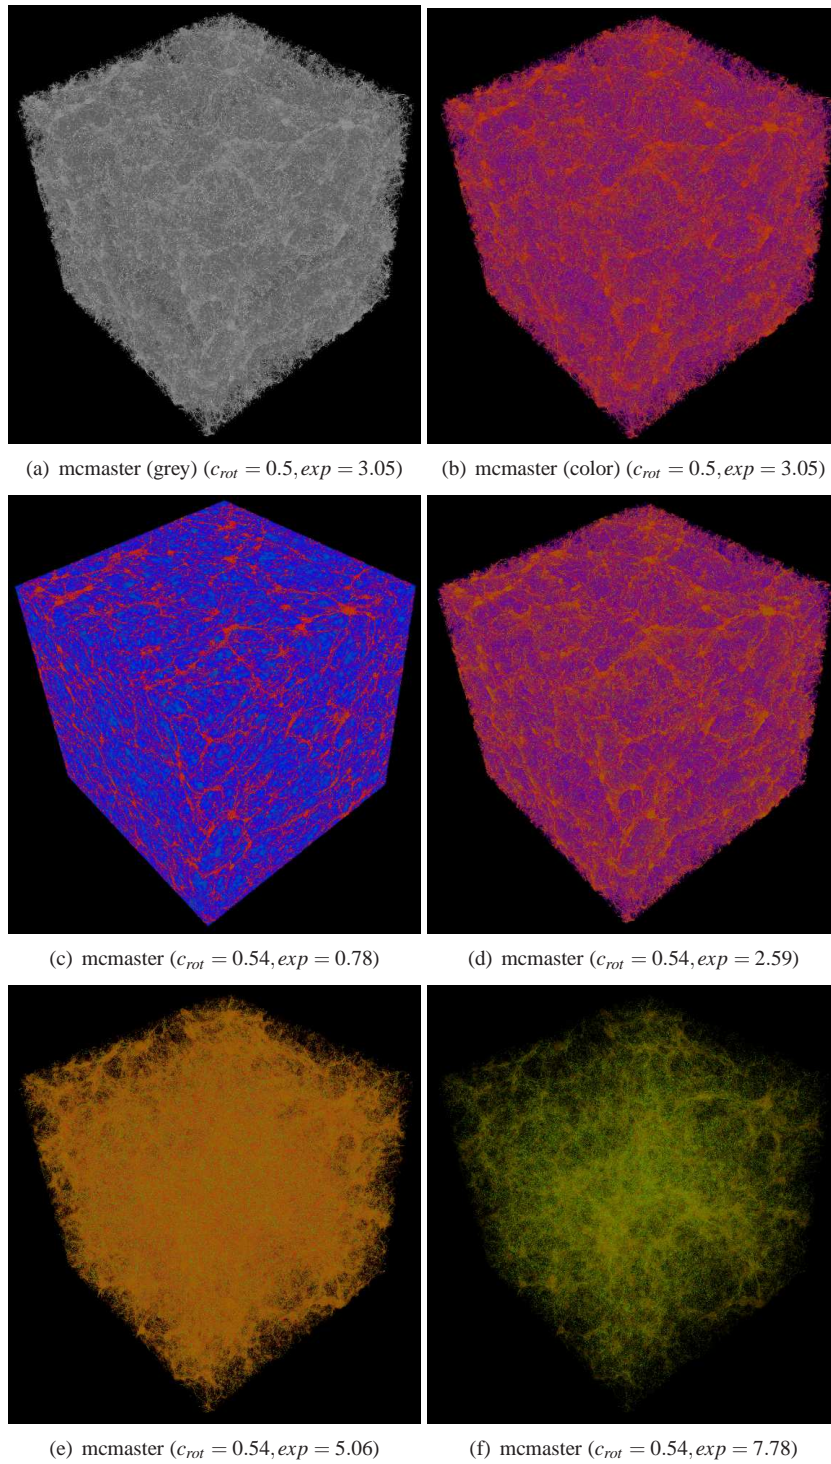 (a) mcmaster (grey) (c_rot = 0.5, exp = 3.05)
(b) mcmaster (color) (c_rot = 0.5, exp = 3.05)
(c) mcmaster (c_rot = 0.54, exp = 0.78)
(d) mcmaster (c_rot = 0.54, exp = 2.59)
(e) mcmaster (c_rot = 0.54, exp = 5.06)
(f) mcmaster (c_rot = 0.54, exp = 7.78)